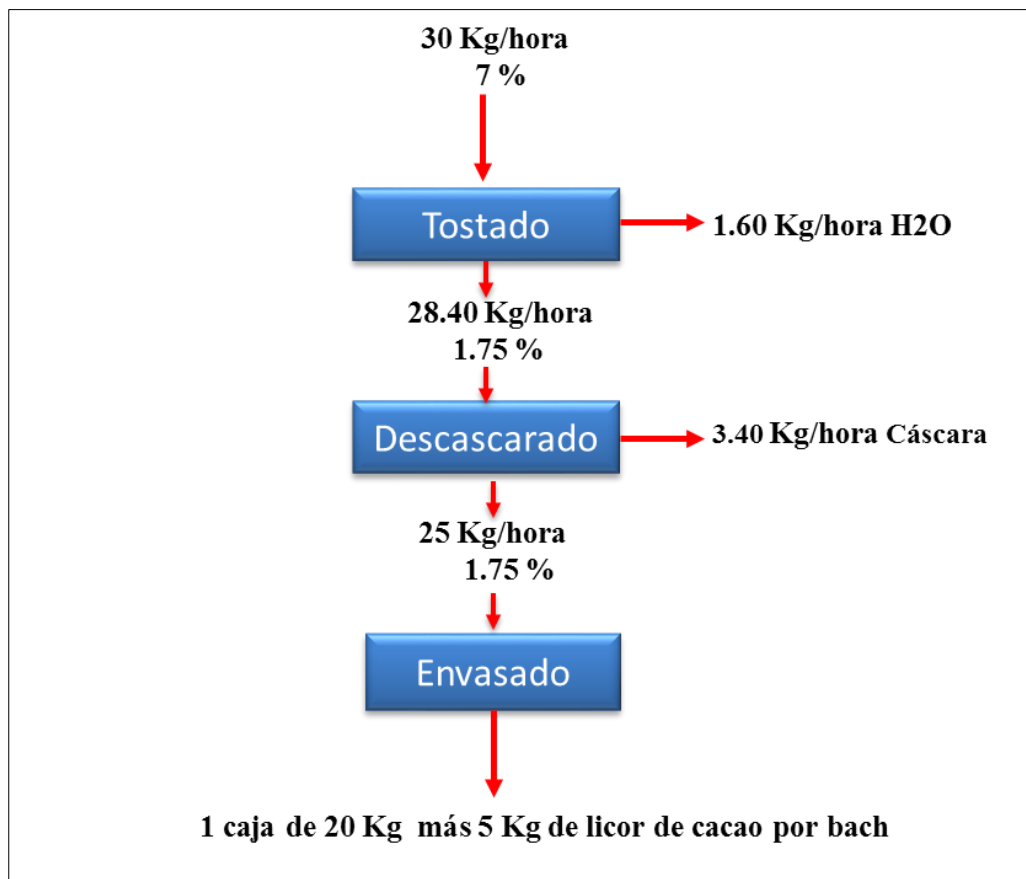 30 Kg/hora
7 %
Tostado
1.60 Kg/hora H2O
28.40 Kg/hora
1.75 %
Descascarado
3.40 Kg/hora Cáscara
25 Kg/hora
1.75 %
Envasado
1 caja de 20 Kg más 5 Kg de licor de cacao por bach